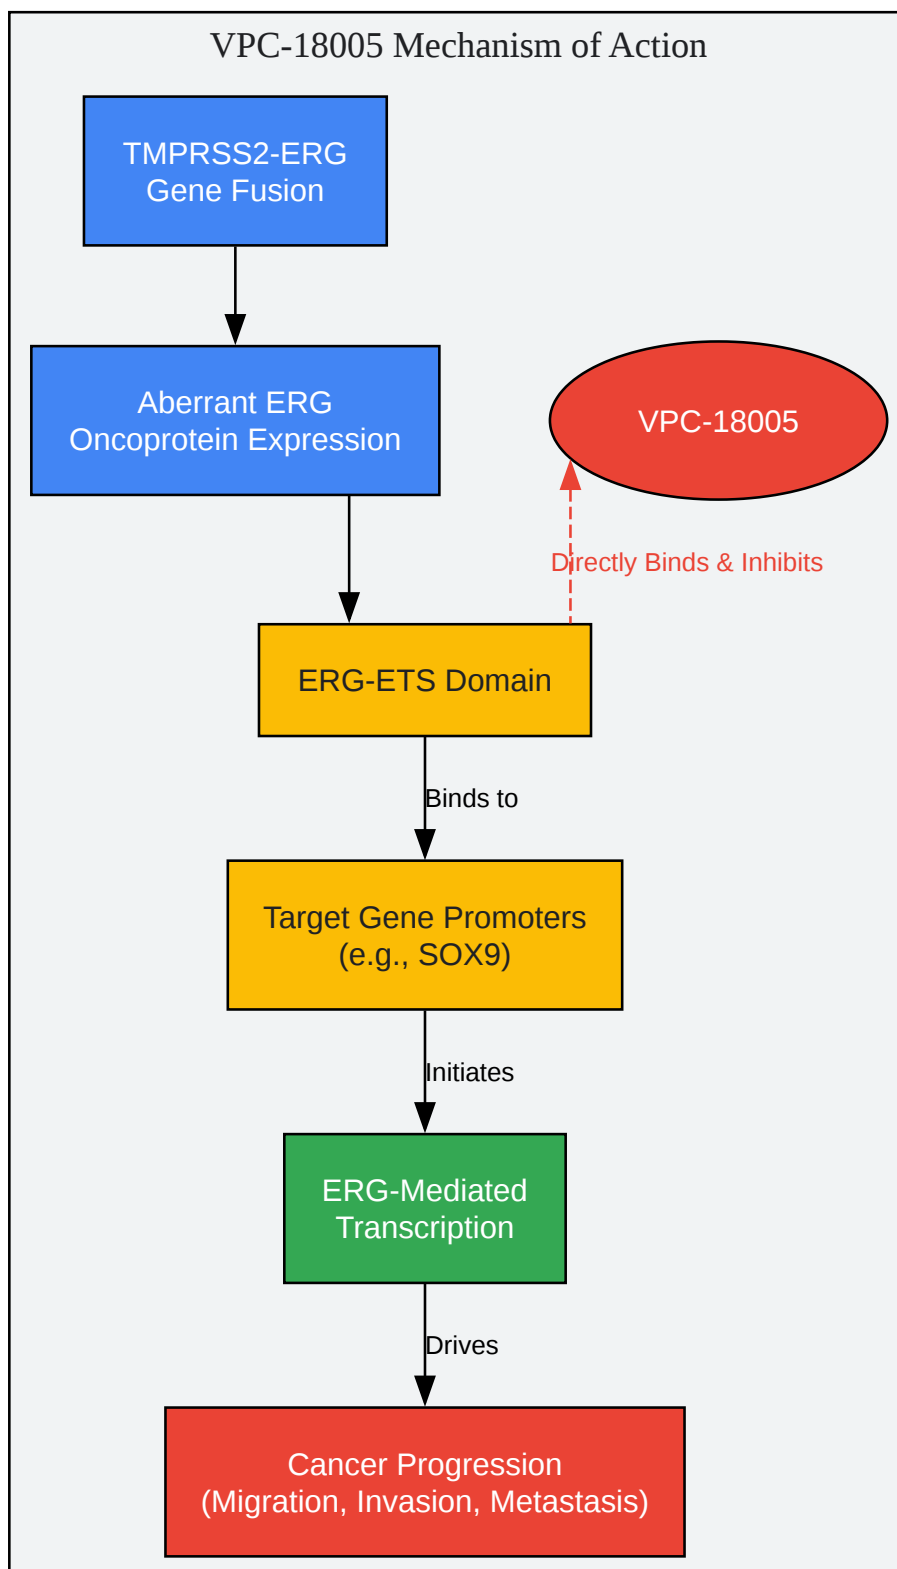 VPC-18005 Mechanism of Action
TMPRSS2-ERG
Gene Fusion
Aberrant ERG
Oncoprotein Expression
VPC-18005
Directly Binds & Inhibits
ERG-ETS Domain
Binds to
Target Gene Promoters
(e.g., SOX9)
Initiates
ERG-Mediated
Transcription
Drives
Cancer Progression
(Migration, Invasion, Metastasis)